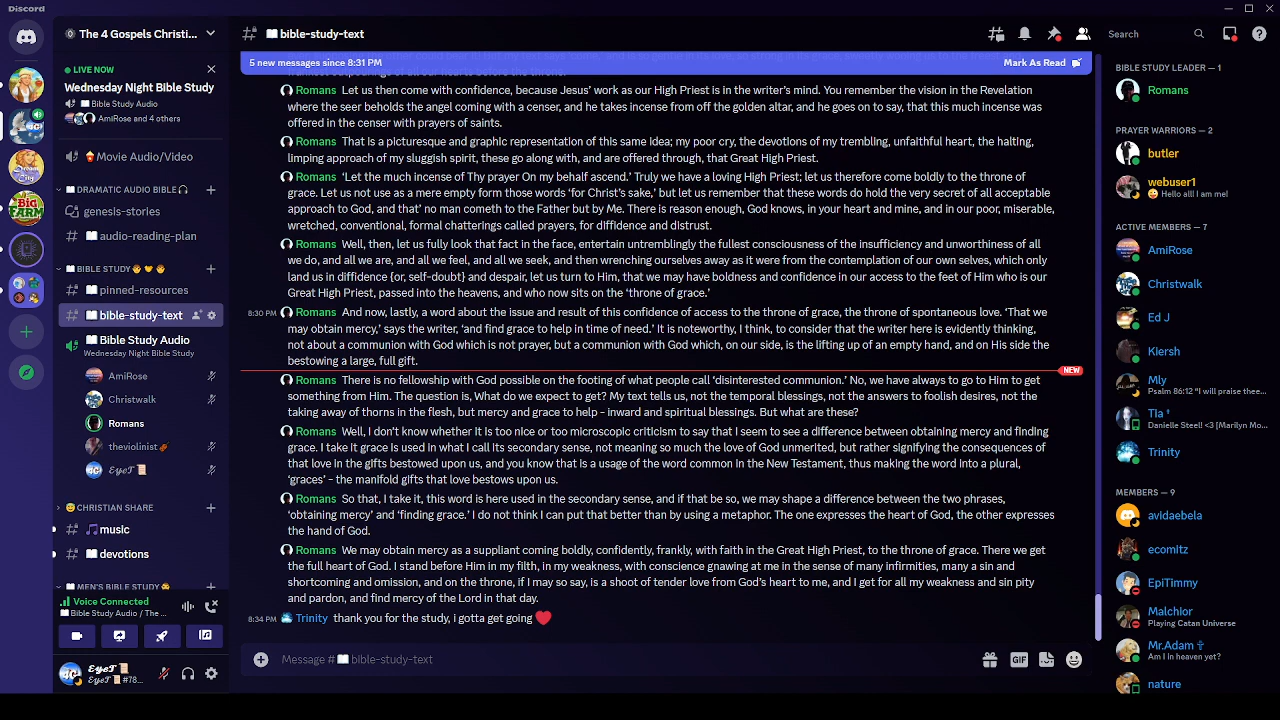 Discord
The 4 Gospels Christi...
LIVE NOW
Wednesday Night Bible Study
Bible Study Audio
AmiRose and 4 others
Movie Audio/Video
DRAMATIC AUDIO BIBLE
genesis-stories
audio-reading-plan
BIBLE STUDY
pinned-resources
bible-study-text
Bible Study Audio
Wednesday Night Bible Study
AmiRose
Christwalk
Romans
theviolinist
𝓔𝔂𝓮𝓣
CHRISTIAN SHARE
music
devotions
MEN'S BIBLE STUDY
Voice Connected
Bible Study Audio / The ...
𝓔𝔂𝓮𝓣
𝓔𝔂𝓮𝓣 #78...
bible-study-text
Search
5 new messages since 8:31 PM
Mark As Read
Romans Let us then come with confidence, because Jesus' work as our High Priest is in the writer's mind. You remember the vision in the Revelation
where the seer beholds the angel coming with a censer, and he takes incense from off the golden altar, and he goes on to say, that this much incense was
offered in the censer with prayers of saints.
Romans That is a picturesque and graphic representation of this same idea; my poor cry, the devotions of my trembling, unfaithful heart, the halting,
limping approach of my sluggish spirit, these go along with, and are offered through, that Great High Priest.
Romans 'Let the much incense of Thy prayer On my behalf ascend.' Truly we have a loving High Priest; let us therefore come boldly to the throne of
grace. Let us not use as a mere empty form those words 'for Christ's sake,' but let us remember that these words do hold the very secret of all acceptable
approach to God, and that' no man cometh to the Father but by Me. There is reason enough, God knows, in your heart and mine, and in our poor, miserable,
wretched, conventional, formal chatterings called prayers, for diffidence and distrust.
Romans Well, then, let us fully look that fact in the face, entertain untremblingly the fullest consciousness of the insufficiency and unworthiness of all
we do, and all we are, and all we feel, and all we seek, and then wrenching ourselves away as it were from the contemplation of our own selves, which only
land us in diffidence {or, self-doubt}and despair, let us turn to Him, that we may have boldness and confidence in our access to the feet of Him who is our
Great High Priest, passed into the heavens, and who now sits on the 'throne of grace.'
8:30 PM Romans And now, lastly, a word about the issue and result of this confidence of access to the throne of grace, the throne of spontaneous love. 'That we
may obtain mercy,' says the writer, 'and find grace to help in time of need.' It is noteworthy, I think, to consider that the writer here is evidently thinking,
not about a communion with God which is not prayer, but a communion with God which, on our side, is the lifting up of an empty hand, and on His side the
bestowing a large, full gift.
NEW
Romans There is no fellowship with God possible on the footing of what people call 'disinterested communion.' No, we have always to go to Him to get
something from Him. The question is, What do we expect to get? My text tells us, not the temporal blessings, not the answers to foolish desires, not the
taking away of thorns in the flesh, but mercy and grace to help – inward and spiritual blessings. But what are these?
Romans Well, I don't know whether it is too nice or too microscopic criticism to say that I seem to see a difference between obtaining mercy and finding
grace. I take it grace is used in what I call its secondary sense, not meaning so much the love of God unmerited, but rather signifying the consequences of
that love in the gifts bestowed upon us, and you know that is a usage of the word common in the New Testament, thus making the word into a plural,
'graces' – the manifold gifts that love bestows upon us.
Romans So that, I take it, this word is here used in the secondary sense, and if that be so, we may shape a difference between the two phrases,
'obtaining mercy' and 'finding grace.' I do not think I can put that better than by using a metaphor. The one expresses the heart of God, the other expresses
the hand of God.
Romans We may obtain mercy as a suppliant coming boldly, confidently, frankly, with faith in the Great High Priest, to the throne of grace. There we get
the full heart of God. I stand before Him in my filth, in my weakness, with conscience gnawing at me in the sense of many infirmities, many a sin and
shortcoming and omission, and on the throne, if I may so say, is a shoot of tender love from God's heart to me, and I get for all my weakness and sin pity
and pardon, and find mercy of the Lord in that day.
8:34 PM Trinity thank you for the study, i gotta get going
Message # bible-study-text
GIF
BIBLE STUDY LEADER — 1
Romans
PRAYER WARRIORS — 2
butler
webuser1
Hello all! I am me!
ACTIVE MEMBERS — 7
AmiRose
Christwalk
Ed J
Kiersh
Mly
Psalm 86:12 "I will praise thee...
Tia ✝
Danielle Steel! <3 [Marilyn Mo...
Trinity
MEMBERS — 9
avidaebela
ecomitz
EpiTimmy
Malchior
Playing Catan Universe
Mr.Adam ✞
Am I in heaven yet?
nature